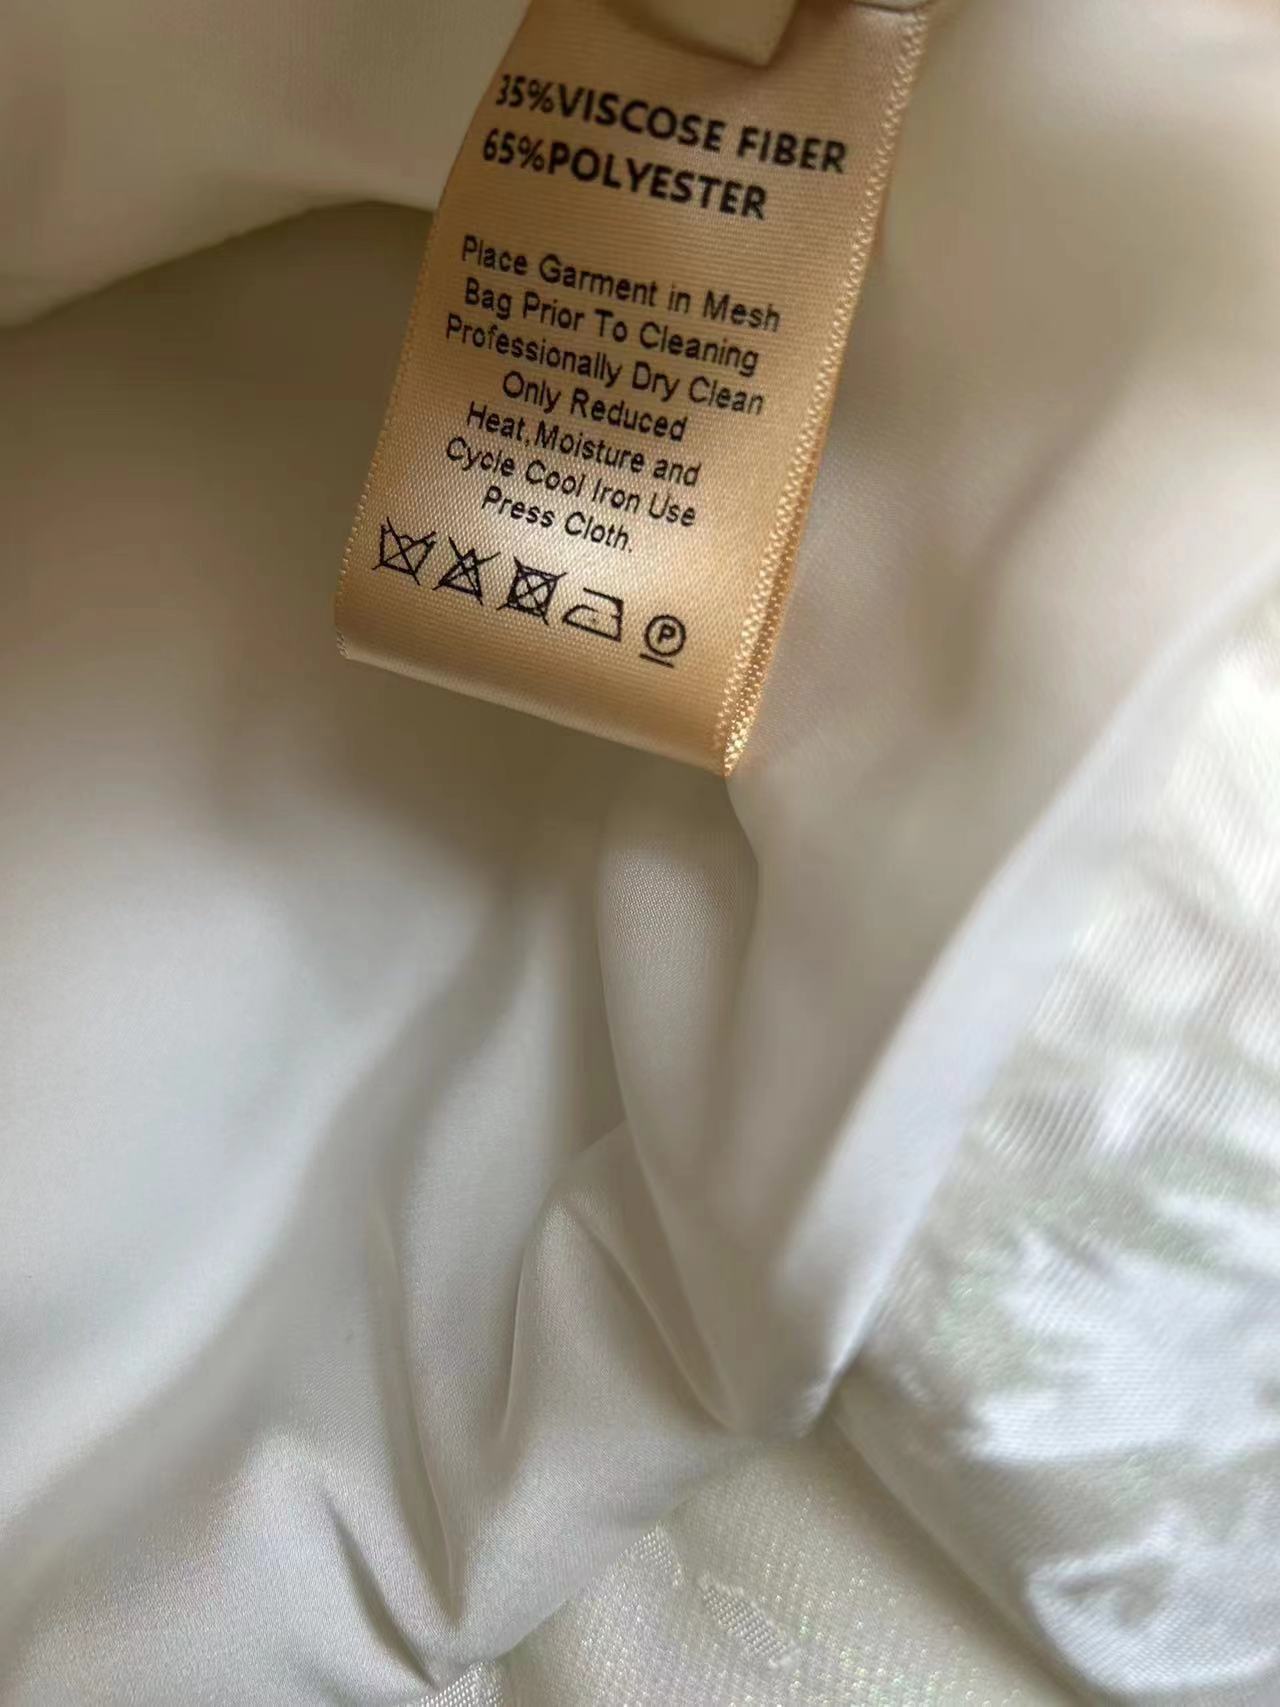 35%VISCOSE FIBER
65%POLYESTER
Place Garment in Mesh
Bag Prior To Cleaning
Professionally Dry Clean
Only Reduced
Heat,Moisture and
Cycle Cool Iron Use
Press Cloth.
P